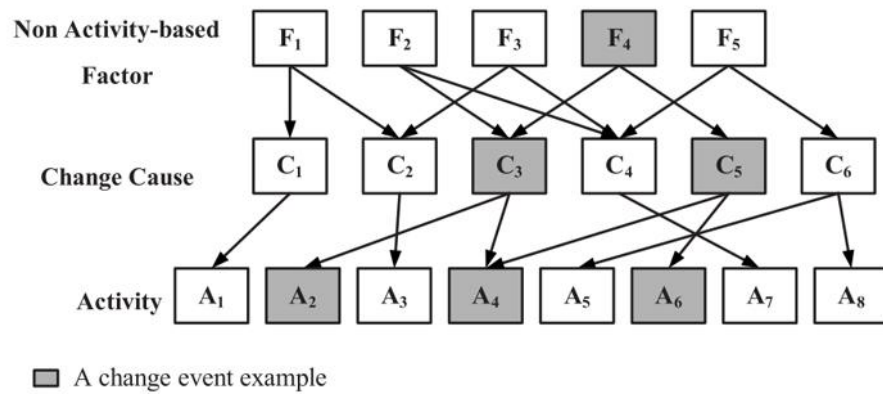 Non Activity-based
Factor
F₁ F₂ F₃ F₄ F₅
Change Cause
C₁ C₂ C₃ C₄ C₅ C₆
Activity
A₁ A₂ A₃ A₄ A₅ A₆ A₇ A₈
A change event example